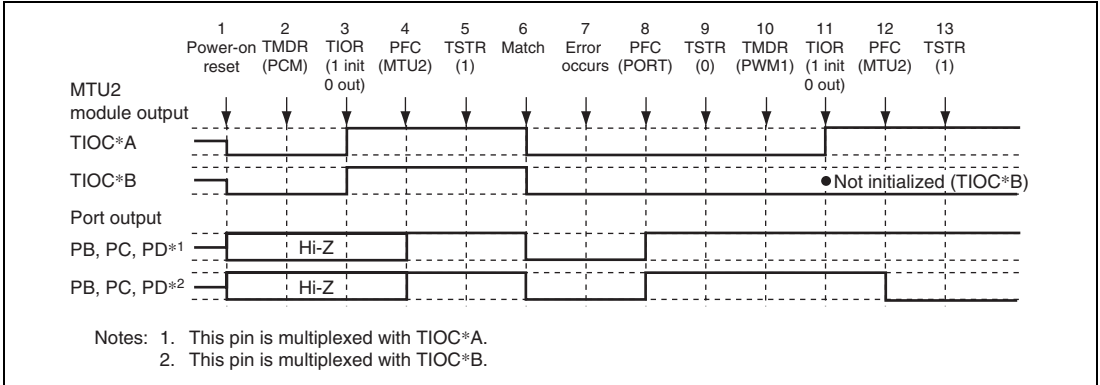 1 2 3 4 5 6 7 8 9 10 11 12 13
Power-on TMDR TIOR PFC TSTR Match Error PFC TSTR TMDR TIOR PFC TSTR
reset (PCM) (1 init (MTU2) (1) occurs (PORT) (0) (PWM1) (1 init (MTU2) (1)
0 out) 0 out)
MTU2
module output
TIOC*A
TIOC*B
●Not initialized (TIOC*B)
Port output
PB, PC, PD*1 Hi-Z
PB, PC, PD*2 Hi-Z
Notes: 1. This pin is multiplexed with TIOC*A.
2. This pin is multiplexed with TIOC*B.